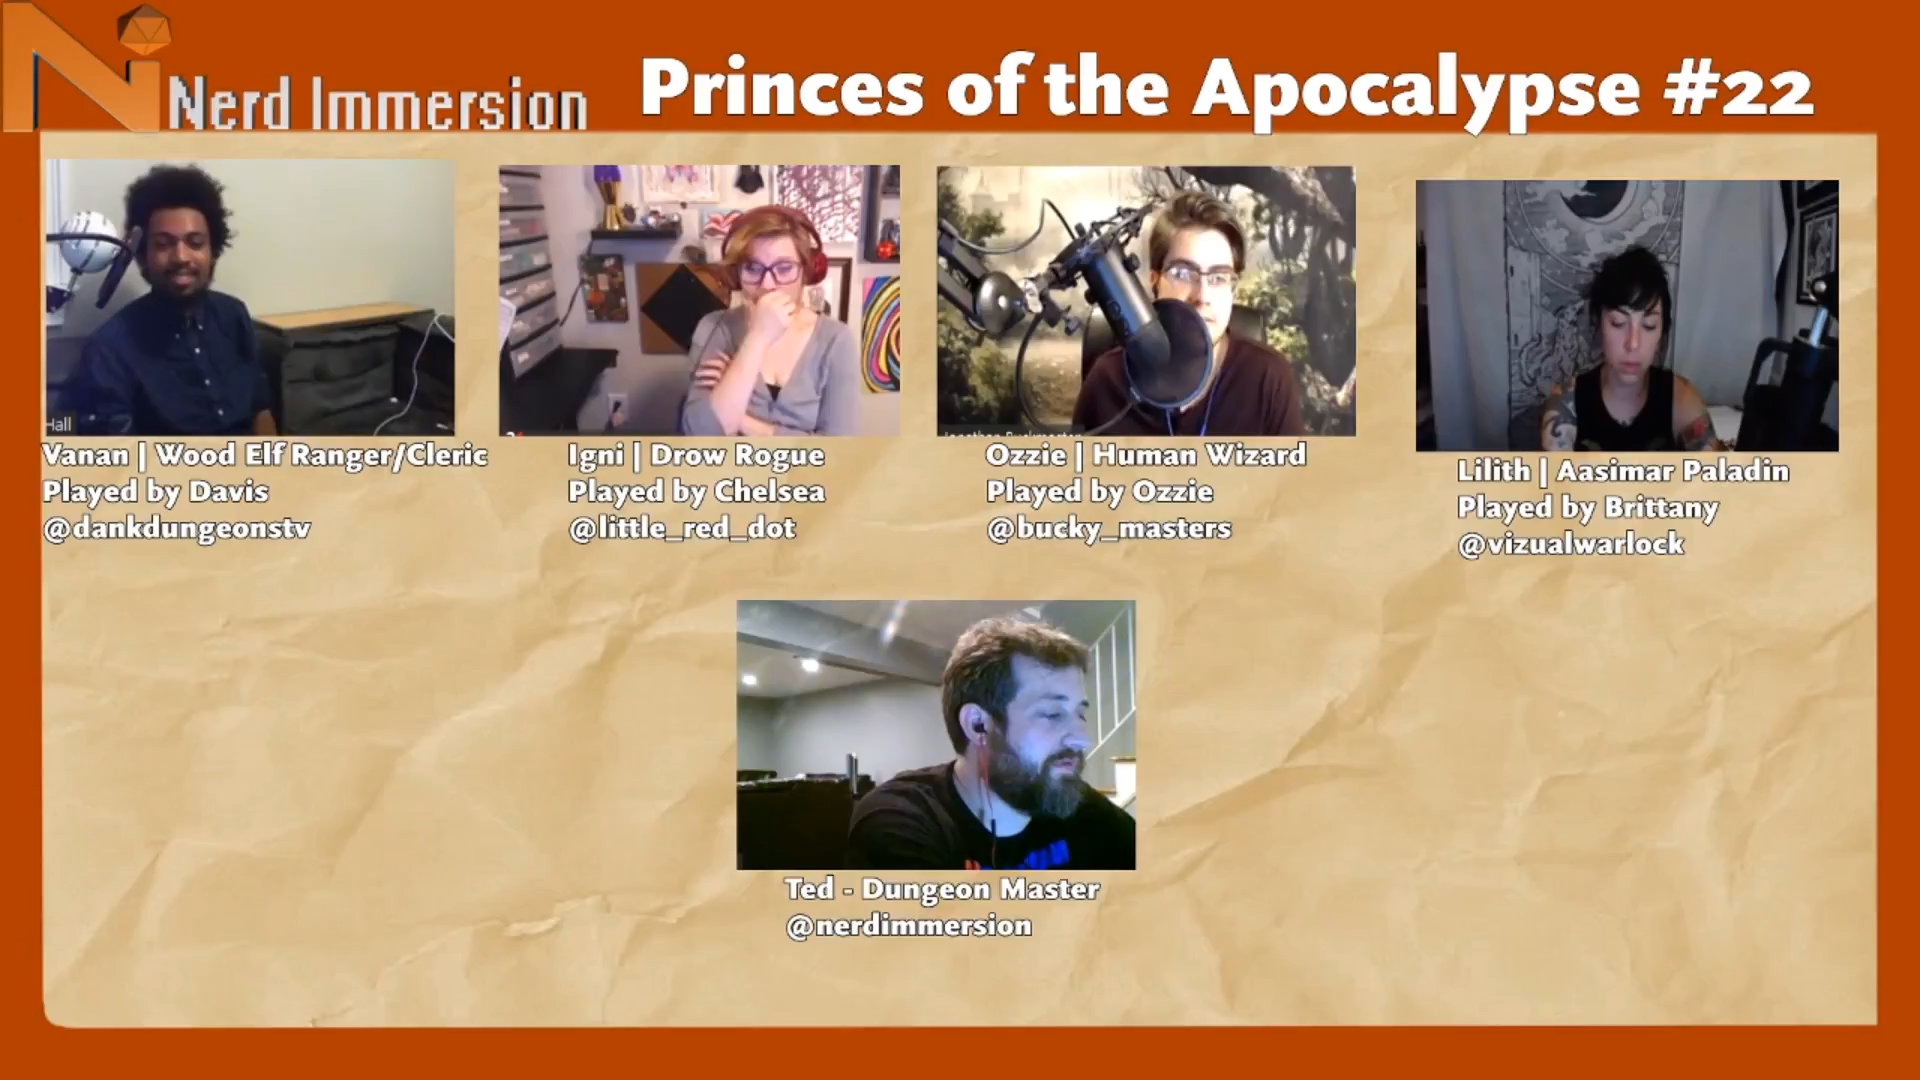 Nerd Immersion
Princes of the Apocalypse #22
Hall
Vanan | Wood Elf Ranger/Cleric
Played by Davis
@dankdungeonstv
Igni | Drow Rogue
Played by Chelsea
@little_red_dot
Ozzie | Human Wizard
Played by Ozzie
@bucky_masters
Lilith | Aasimar Paladin
Played by Brittany
@vizualwarlock
Ted - Dungeon Master
@nerdimmersion